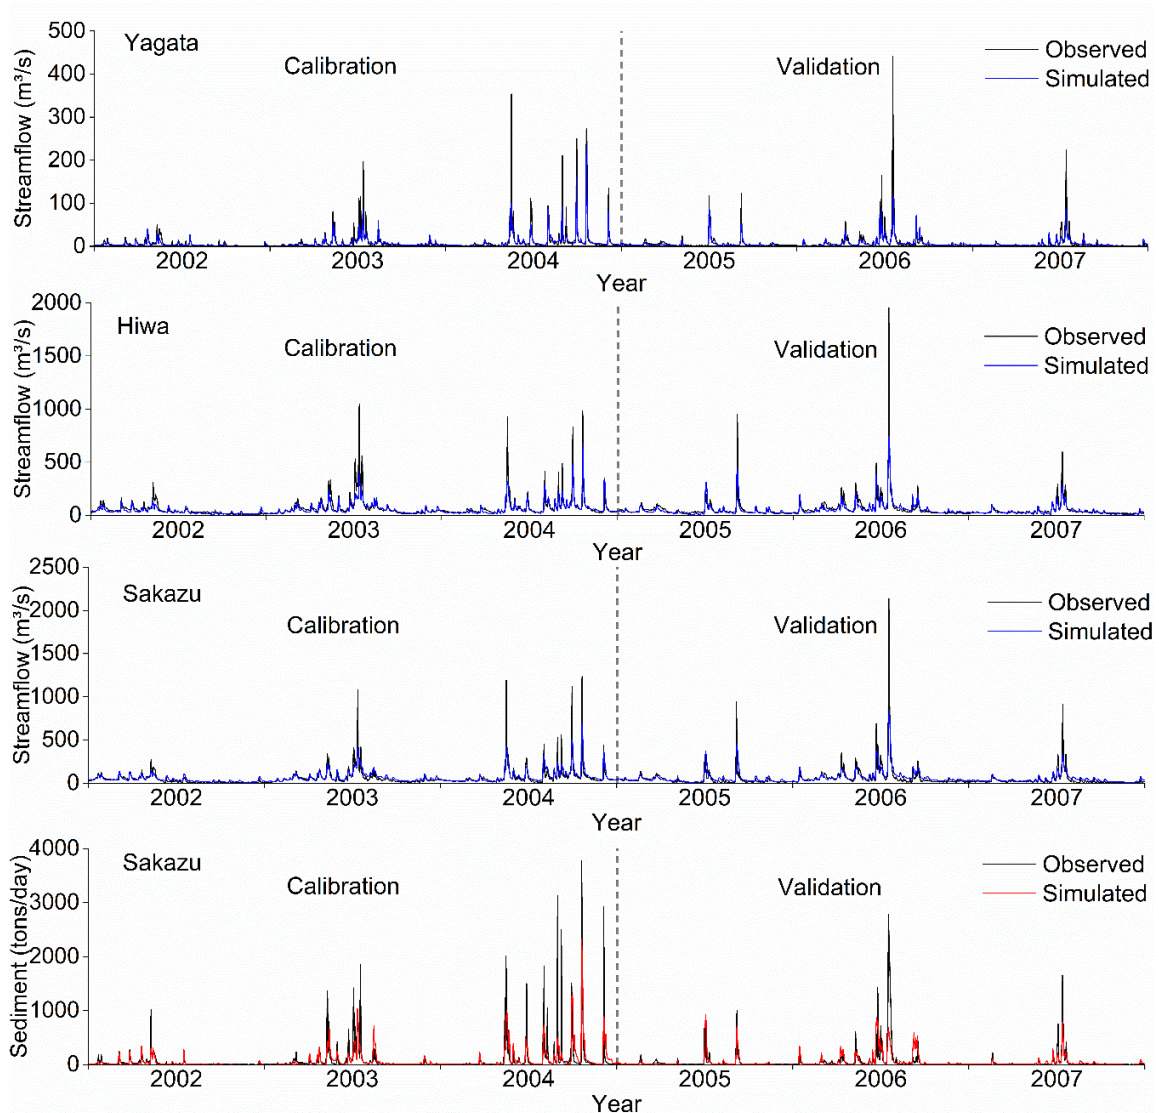 Yagata
Calibration
Validation
Observed
Simulated
Streamflow (m³/s)
500
400
300
200
100
0
2002 2003 2004 2005 2006 2007
Year
Hiwa
Calibration
Validation
Observed
Simulated
Streamflow (m³/s)
2000
1500
1000
500
0
2002 2003 2004 2005 2006 2007
Year
Sakazu
Calibration
Validation
Observed
Simulated
Streamflow (m³/s)
2500
2000
1500
1000
500
0
2002 2003 2004 2005 2006 2007
Year
Sakazu
Calibration
Validation
Observed
Simulated
Sediment (tons/day)
4000
3000
2000
1000
0
2002 2003 2004 2005 2006 2007
Year